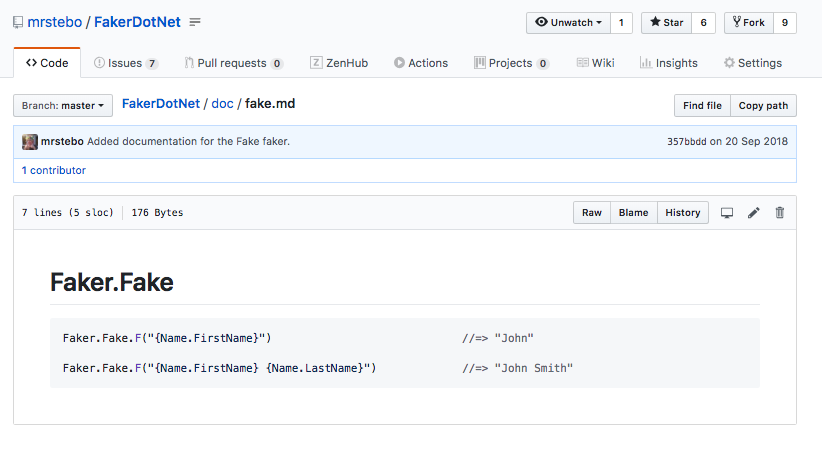 mrstebo / FakerDotNet
Unwatch 1 Star 6 Fork 9
Code Issues 7 Pull requests 0 ZenHub Actions Projects 0 Wiki Insights Settings
Branch: master FakerDotNet / doc / fake.md Find file Copy path
mrstebo Added documentation for the Fake faker. 357bbdd on 20 Sep 2018
1 contributor
7 lines (5 sloc) 176 Bytes Raw Blame History
Faker.Fake
Faker.Fake.F("{Name.FirstName}") //=> "John"
Faker.Fake.F("{Name.FirstName} {Name.LastName}") //=> "John Smith"